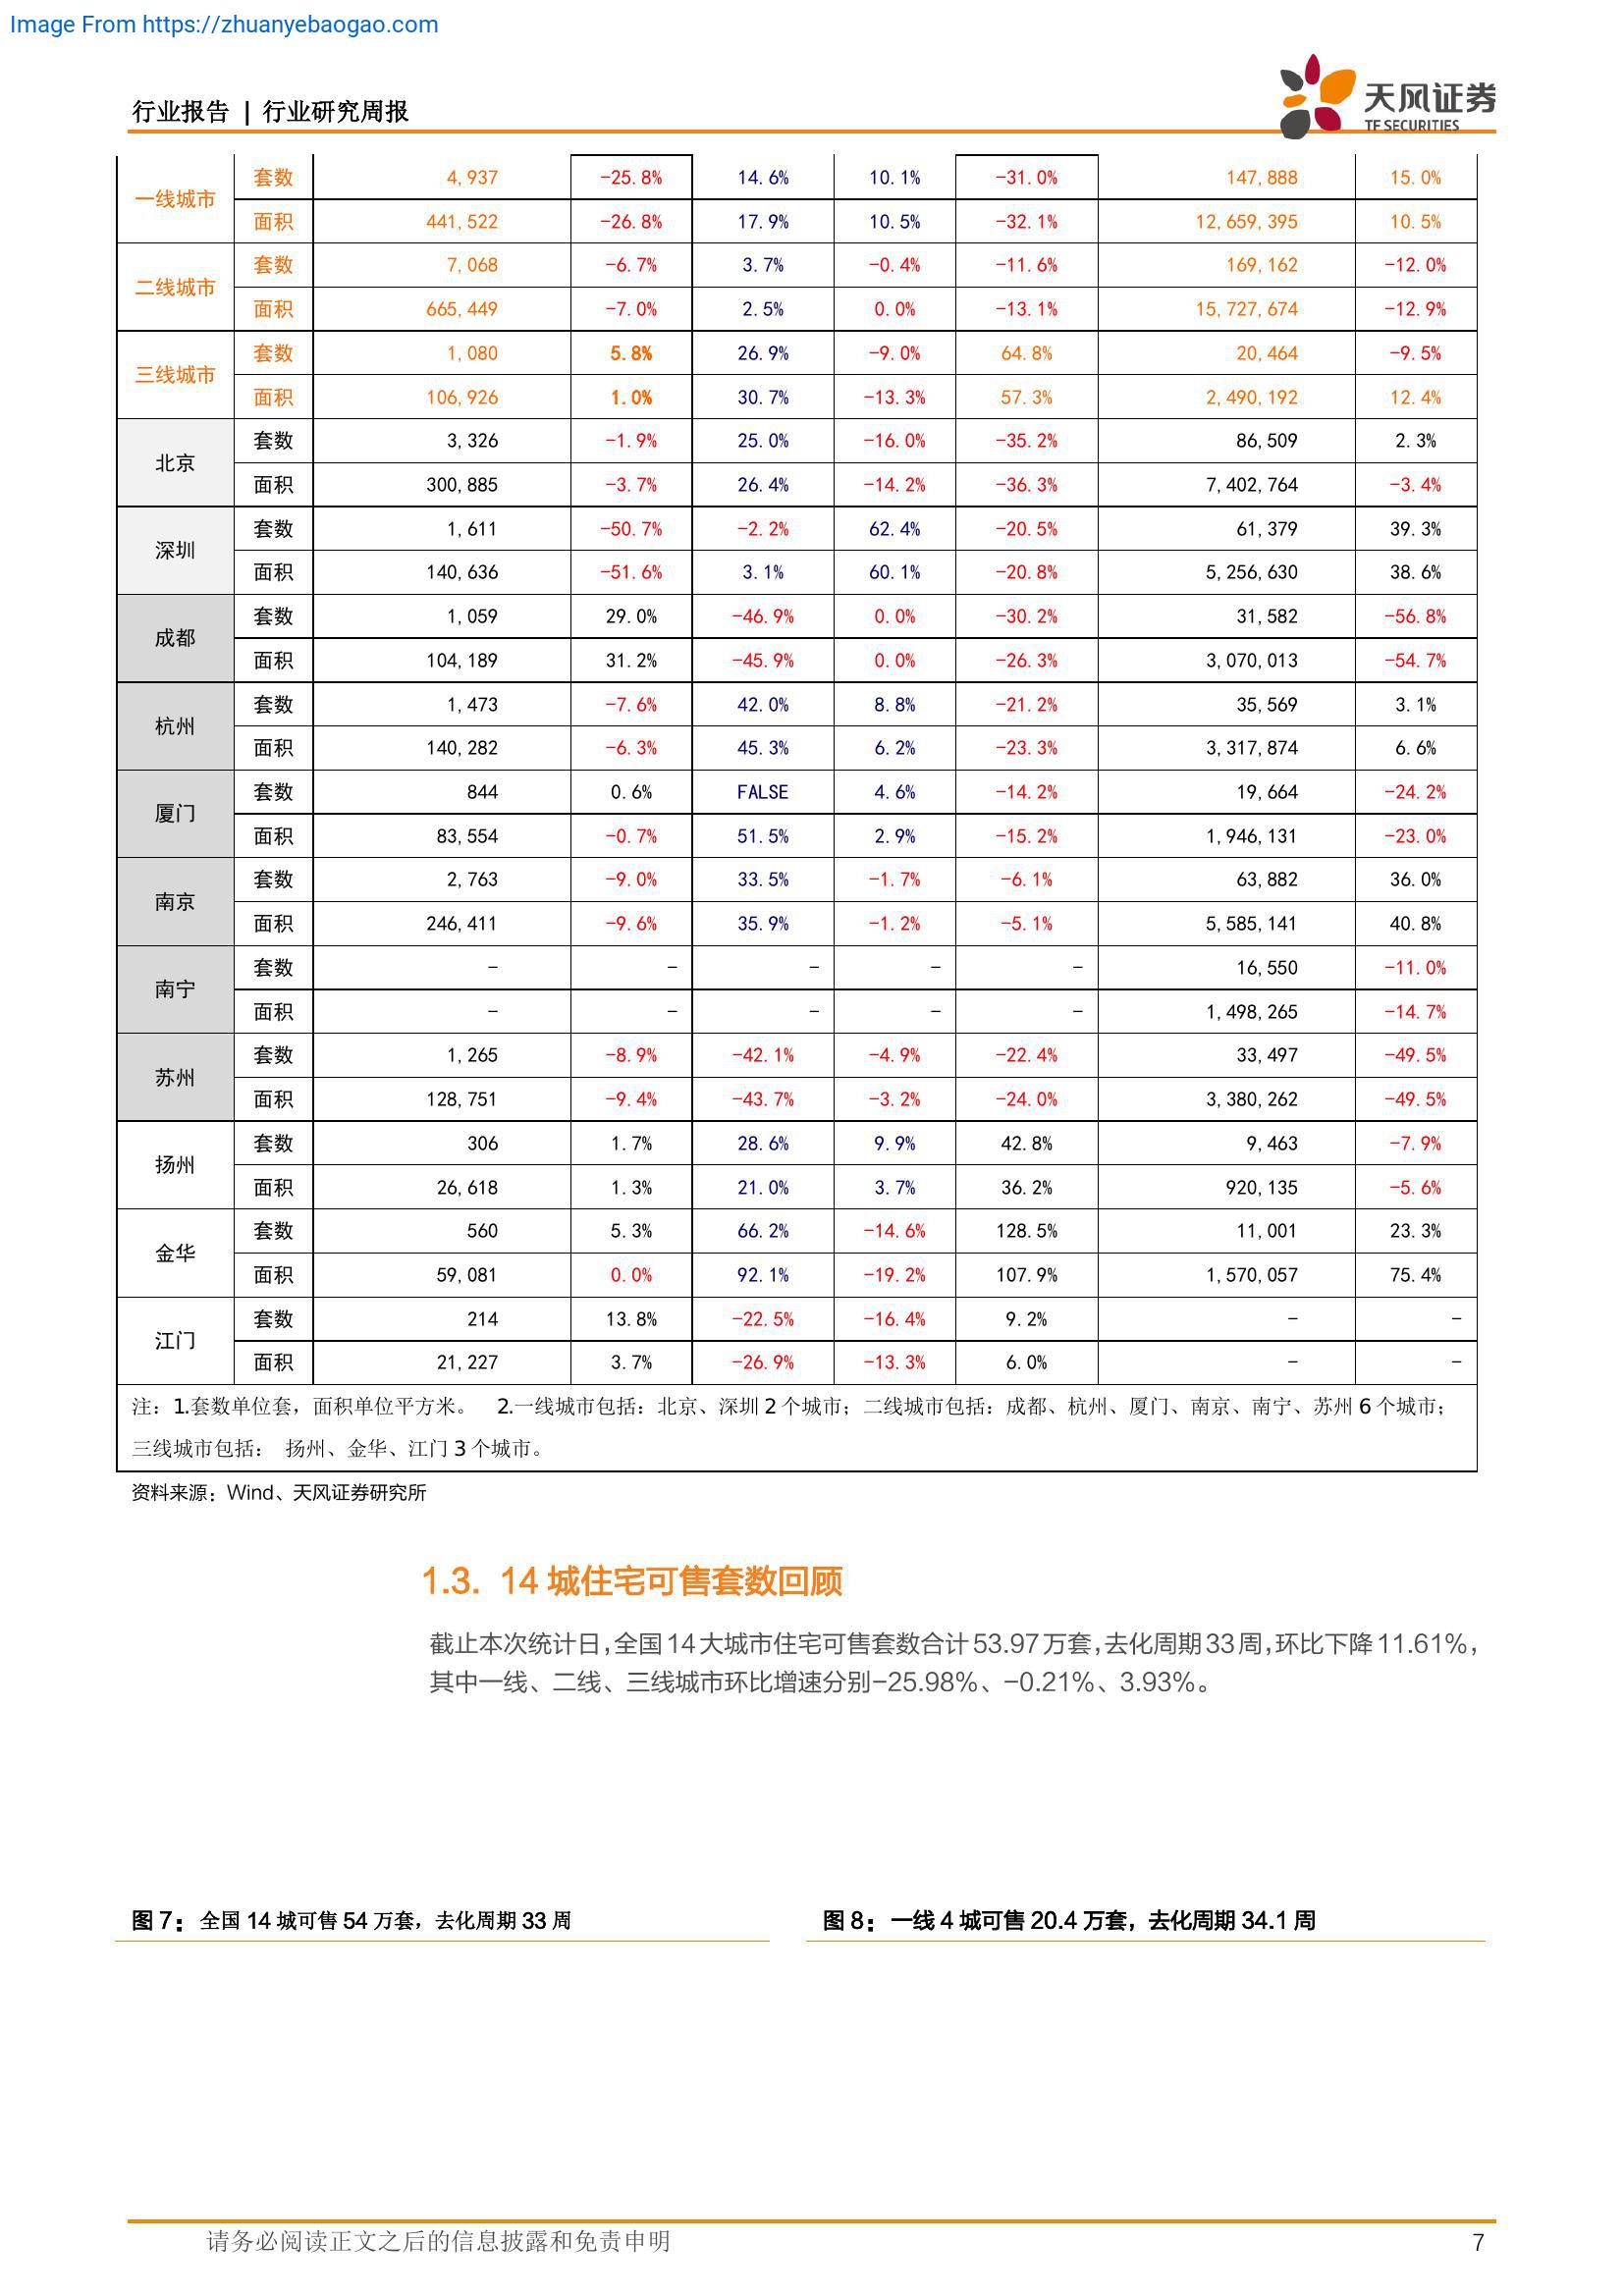 Image From https://zhuanyebaogao.com
行业报告 | 行业研究周报
天风证券
TF SECURITIES
一线城市 套数 4,937 -25.8% 14.6% 10.1% -31.0% 147,888 15.0%
面积 441,522 -26.8% 17.9% 10.5% -32.1% 12,659,395 10.5%
二线城市 套数 7,068 -6.7% 3.7% -0.4% -11.6% 169,162 -12.0%
面积 665,449 -7.0% 2.5% 0.0% -13.1% 15,727,674 -12.9%
三线城市 套数 1,080 5.8% 26.9% -9.0% 64.8% 20,464 -9.5%
面积 106,926 1.0% 30.7% -13.3% 57.3% 2,490,192 12.4%
北京 套数 3,326 -1.9% 25.0% -16.0% -35.2% 86,509 2.3%
面积 300,885 -3.7% 26.4% -14.2% -36.3% 7,402,764 -3.4%
深圳 套数 1,611 -50.7% -2.2% 62.4% -20.5% 61,379 39.3%
面积 140,636 -51.6% 3.1% 60.1% -20.8% 5,256,630 38.6%
成都 套数 1,059 29.0% -46.9% 0.0% -30.2% 31,582 -56.8%
面积 104,189 31.2% -45.9% 0.0% -26.3% 3,070,013 -54.7%
杭州 套数 1,473 -7.6% 42.0% 8.8% -21.2% 35,569 3.1%
面积 140,282 -6.3% 45.3% 6.2% -23.3% 3,317,874 6.6%
厦门 套数 844 0.6% FALSE 4.6% -14.2% 19,664 -24.2%
面积 83,554 -0.7% 51.5% 2.9% -15.2% 1,946,131 -23.0%
南京 套数 2,763 -9.0% 33.5% -1.7% -6.1% 63,882 36.0%
面积 246,411 -9.6% 35.9% -1.2% -5.1% 5,585,141 40.8%
南宁 套数 - - - - - 16,550 -11.0%
面积 - - - - - 1,498,265 -14.7%
苏州 套数 1,265 -8.9% -42.1% -4.9% -22.4% 33,497 -49.5%
面积 128,751 -9.4% -43.7% -3.2% -24.0% 3,380,262 -49.5%
扬州 套数 306 1.7% 28.6% 9.9% 42.8% 9,463 -7.9%
面积 26,618 1.3% 21.0% 3.7% 36.2% 920,135 -5.6%
金华 套数 560 5.3% 66.2% -14.6% 128.5% 11,001 23.3%
面积 59,081 0.0% 92.1% -19.2% 107.9% 1,570,057 75.4%
江门 套数 214 13.8% -22.5% -16.4% 9.2% - -
面积 21,227 3.7% -26.9% -13.3% 6.0% - -
注：1.套数单位套，面积单位平方米。 2.一线城市包括：北京、深圳 2 个城市；二线城市包括：成都、杭州、厦门、南京、南宁、苏州 6 个城市；
三线城市包括： 扬州、金华、江门 3 个城市。
资料来源：Wind、天风证券研究所
1.3. 14 城住宅可售套数回顾
截止本次统计日，全国 14 大城市住宅可售套数合计 53.97 万套，去化周期 33 周，环比下降 11.61%，
其中一线、二线、三线城市环比增速分别-25.98%、-0.21%、3.93%。
图 7：全国 14 城可售 54 万套，去化周期 33 周
图 8：一线 4 城可售 20.4 万套，去化周期 34.1 周
请务必阅读正文之后的信息披露和免责申明
7